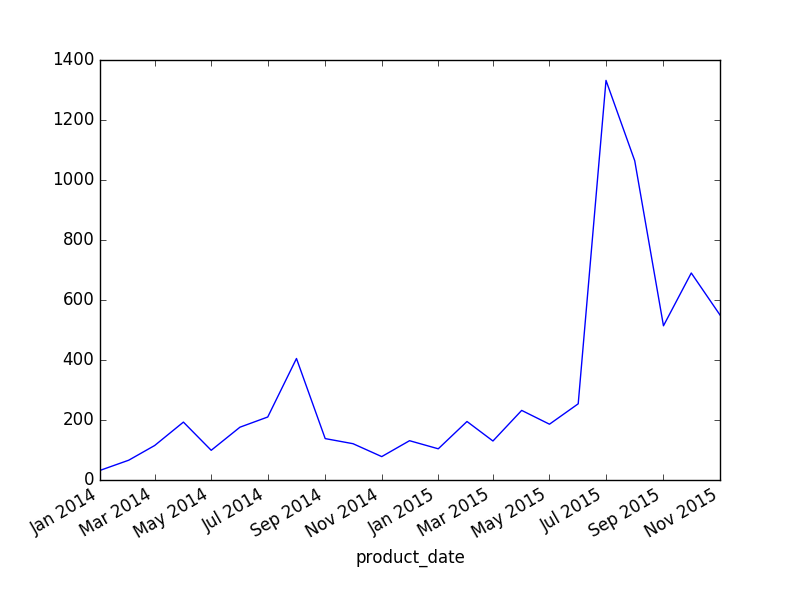 1400
1200
1000
800
600
400
200
0
Jan 2014
Mar 2014
May 2014
Jul 2014
Sep 2014
Nov 2014
Jan 2015
Mar 2015
May 2015
Jul 2015
Sep 2015
Nov 2015
product_date